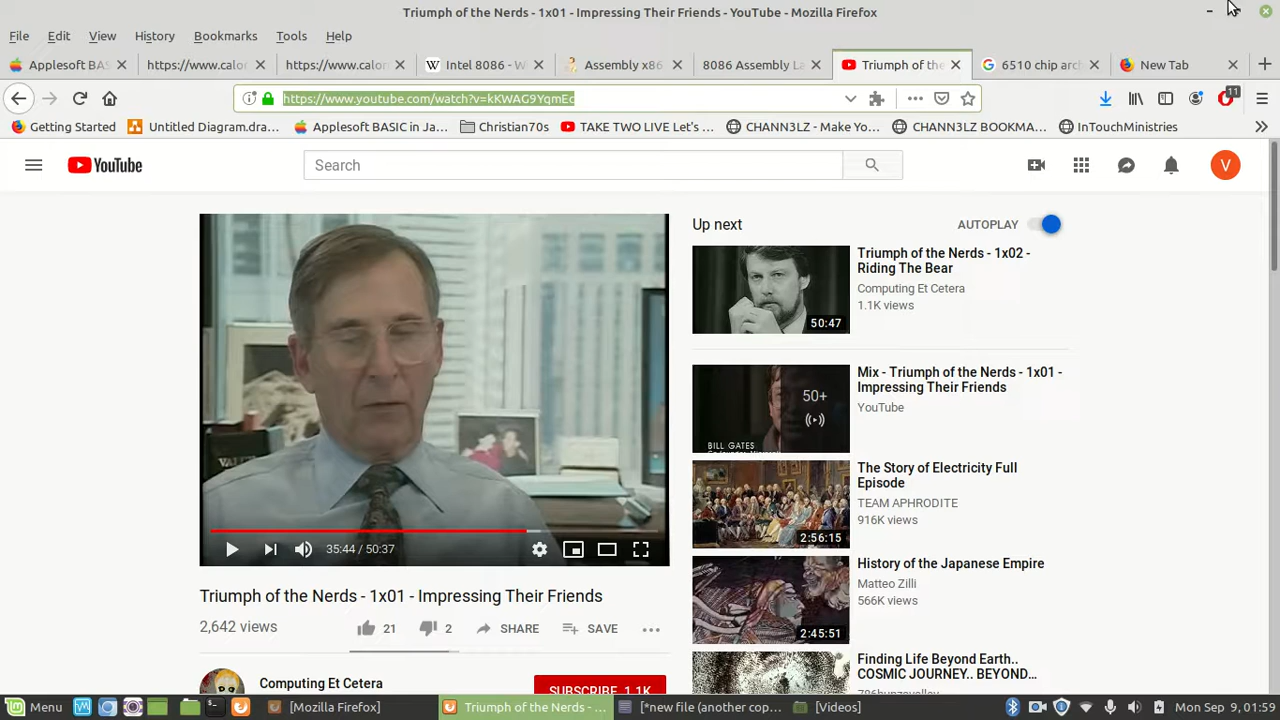 Triumph of the Nerds - 1x01 - Impressing Their Friends - YouTube - Mozilla Firefox
File Edit View History Bookmarks Tools Help
Applesoft BAS
https://www.calor
https://www.calor
W Intel 8086 - W
Assembly x86
8086 Assembly La
Triumph of the
6510 chip arch
New Tab
https://www.youtube.com/watch?v=kKWAG9YqmEc
11
Getting Started
Untitled Diagram.dra...
Applesoft BASIC in Ja...
Christian70s
TAKE TWO LIVE Let's ...
CHANN3LZ - Make Yo...
CHANN3LZ BOOKMA...
InTouchMinistries
YouTube
Search
V
Up next
AUTOPLAY
Triumph of the Nerds - 1x02 -
Riding The Bear
Computing Et Cetera
1.1K views
50:47
Mix - Triumph of the Nerds - 1x01 -
Impressing Their Friends
YouTube
50+
BILL GATES
The Story of Electricity Full
Episode
TEAM APHRODITE
916K views
2:56:15
History of the Japanese Empire
Matteo Zilli
566K views
2:45:51
Finding Life Beyond Earth..
COSMIC JOURNEY.. BEYOND...
35:44 / 50:37
Triumph of the Nerds - 1x01 - Impressing Their Friends
2,642 views
21
2
SHARE
SAVE
Computing Et Cetera
SUBSCRIBE 1.1K
Menu
[Mozilla Firefox]
Triumph of the Nerds - ...
[*new file (another cop...
[Videos]
Mon Sep 9, 01:59